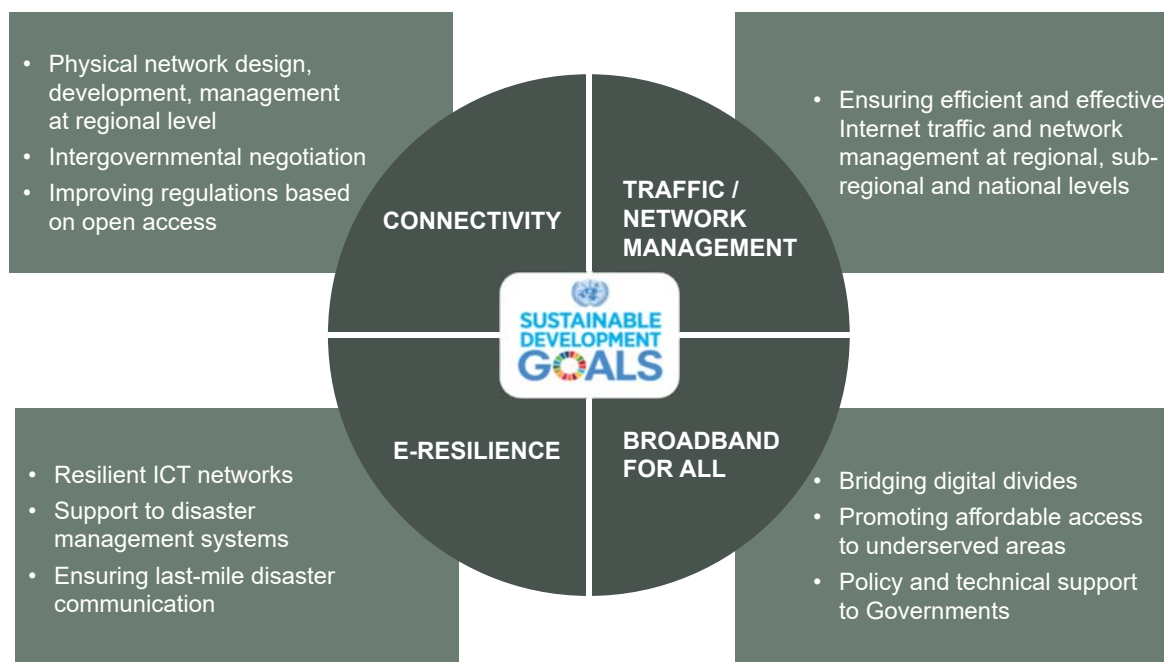 • Physical network design,
development, management
at regional level
• Intergovernmental negotiation
• Improving regulations based
on open access
CONNECTIVITY
TRAFFIC /
NETWORK
MANAGEMENT
• Ensuring efficient and effective
Internet traffic and network
management at regional, sub-
regional and national levels
SUSTAINABLE
DEVELOPMENT
GOALS
• Resilient ICT networks
• Support to disaster
management systems
• Ensuring last-mile disaster
communication
E-RESILIENCE
BROADBAND
FOR ALL
• Bridging digital divides
• Promoting affordable access
to underserved areas
• Policy and technical support
to Governments